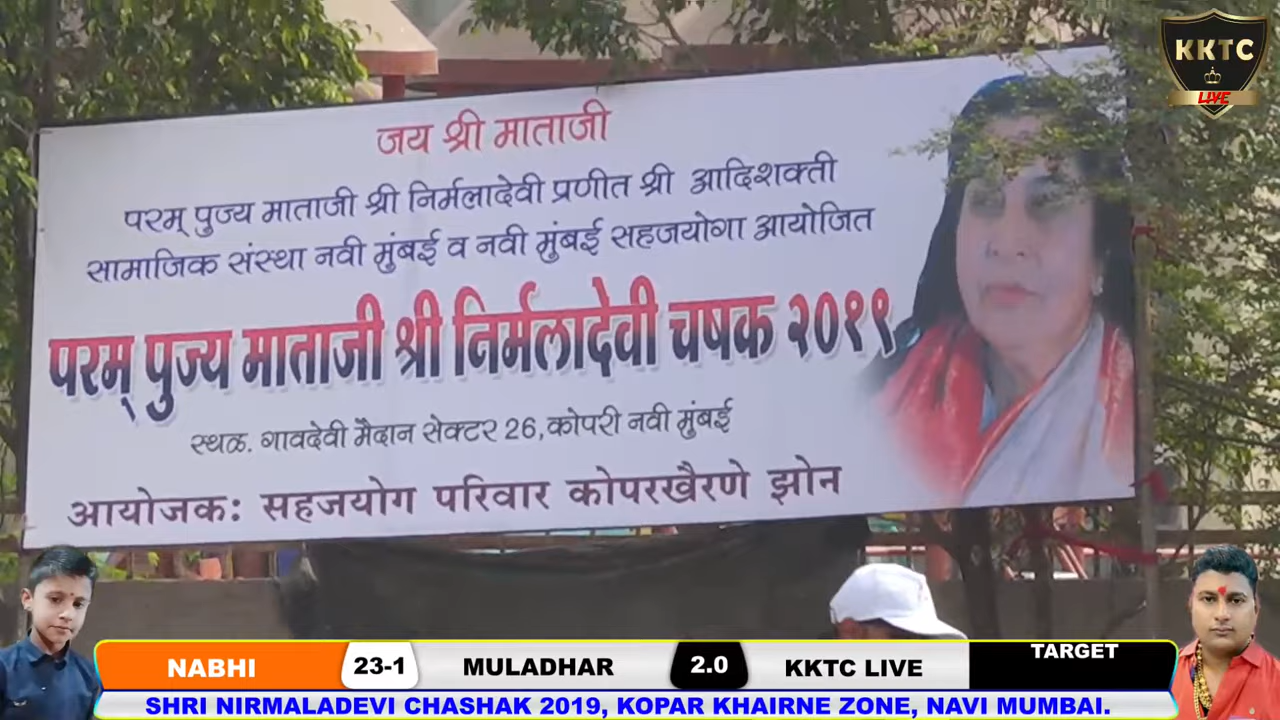 KKTC
LIVE
जय श्री माताजी
परम् पुज्य माताजी श्री निर्मलादेवी प्रणीत श्री आदिशक्ती
सामाजिक संस्था नवी मुंबई व नवी मुंबई सहजयोगा आयोजित
परम् पुज्य माताजी श्री निर्मलादेवी चषक २०१९
स्थळ. गावदेवी मैदान सेक्टर 26,कोपरी नवी मुंबई
आयोजक: सहजयोग परिवार कोपरखैरणे झोन
NABHI 23-1 MULADHAR 2.0 KKTC LIVE TARGET
SHRI NIRMALADEVI CHASHAK 2019, KOPAR KHAIRNE ZONE, NAVI MUMBAI.